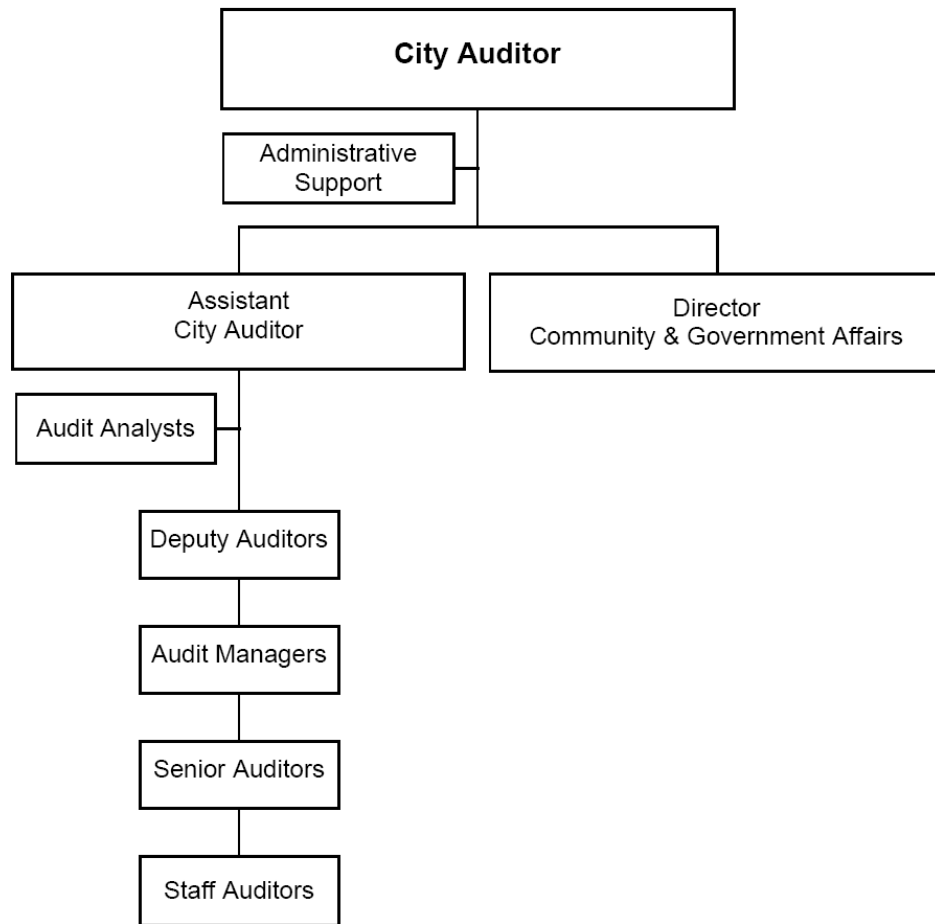 City Auditor
Administrative
Support
Assistant
City Auditor
Director
Community & Government Affairs
Audit Analysts
Deputy Auditors
Audit Managers
Senior Auditors
Staff Auditors